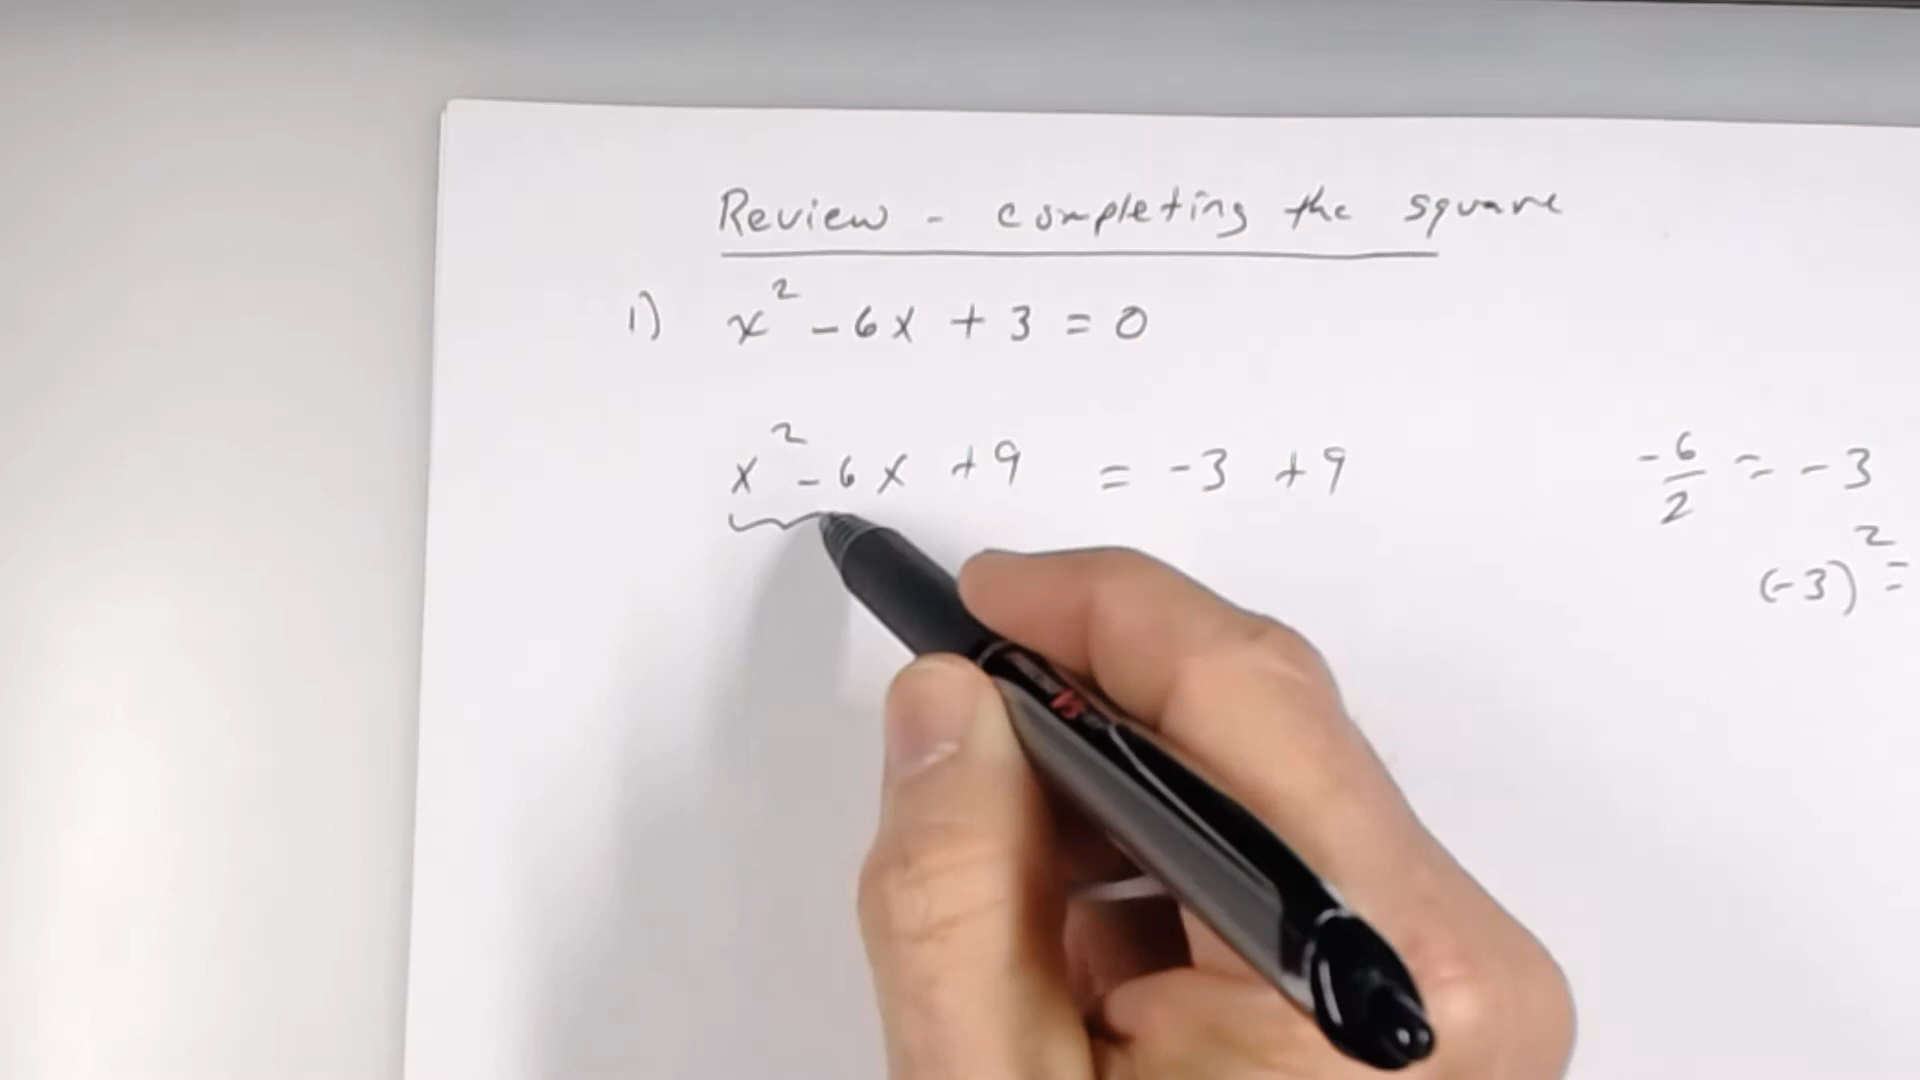 Review - completing the square
1) x² - 6x + 3 = 0
x² - 6x + 9 = -3 + 9
-6/2 = -3
(-3)² =